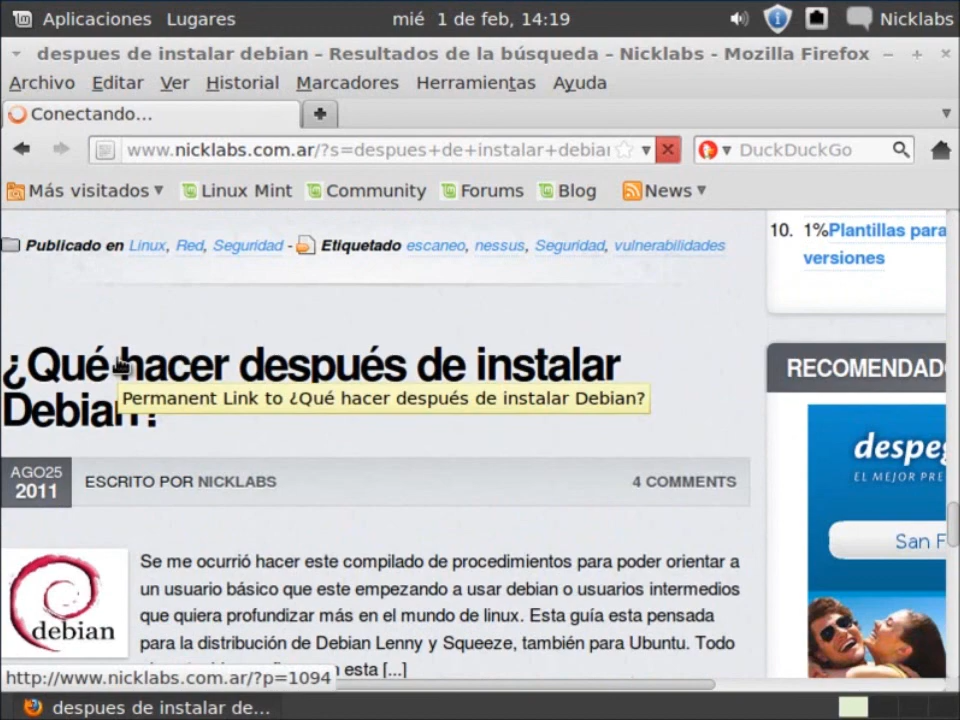 Aplicaciones Lugares mié 1 de feb, 14:19 Nicklabs
despues de instalar debian – Resultados de la búsqueda – Nicklabs - Mozilla Firefox
Archivo Editar Ver Historial Marcadores Herramientas Ayuda
Conectando...
www.nicklabs.com.ar/?s=despues+de+instalar+debian DuckDuckGo
Más visitados Linux Mint Community Forums Blog News
Publicado en Linux, Red, Seguridad - Etiquetado escaneo, nessus, Seguridad, vulnerabilidades
10. 1%Plantillas para
versiones
¿Qué hacer después de instalar
Debian?
Permanent Link to ¿Qué hacer después de instalar Debian?
RECOMENDADO
AGO25
2011
ESCRITO POR NICKLABS 4 COMMENTS
despeg
EL MEJOR PRE
San F
debian
Se me ocurrió hacer este compilado de procedimientos para poder orientar a
un usuario básico que este empezando a usar debian o usuarios intermedios
que quiera profundizar más en el mundo de linux. Esta guía esta pensada
para la distribución de Debian Lenny y Squeeze, también para Ubuntu. Todo
esta [...]
http://www.nicklabs.com.ar/?p=1094
despues de instalar de...